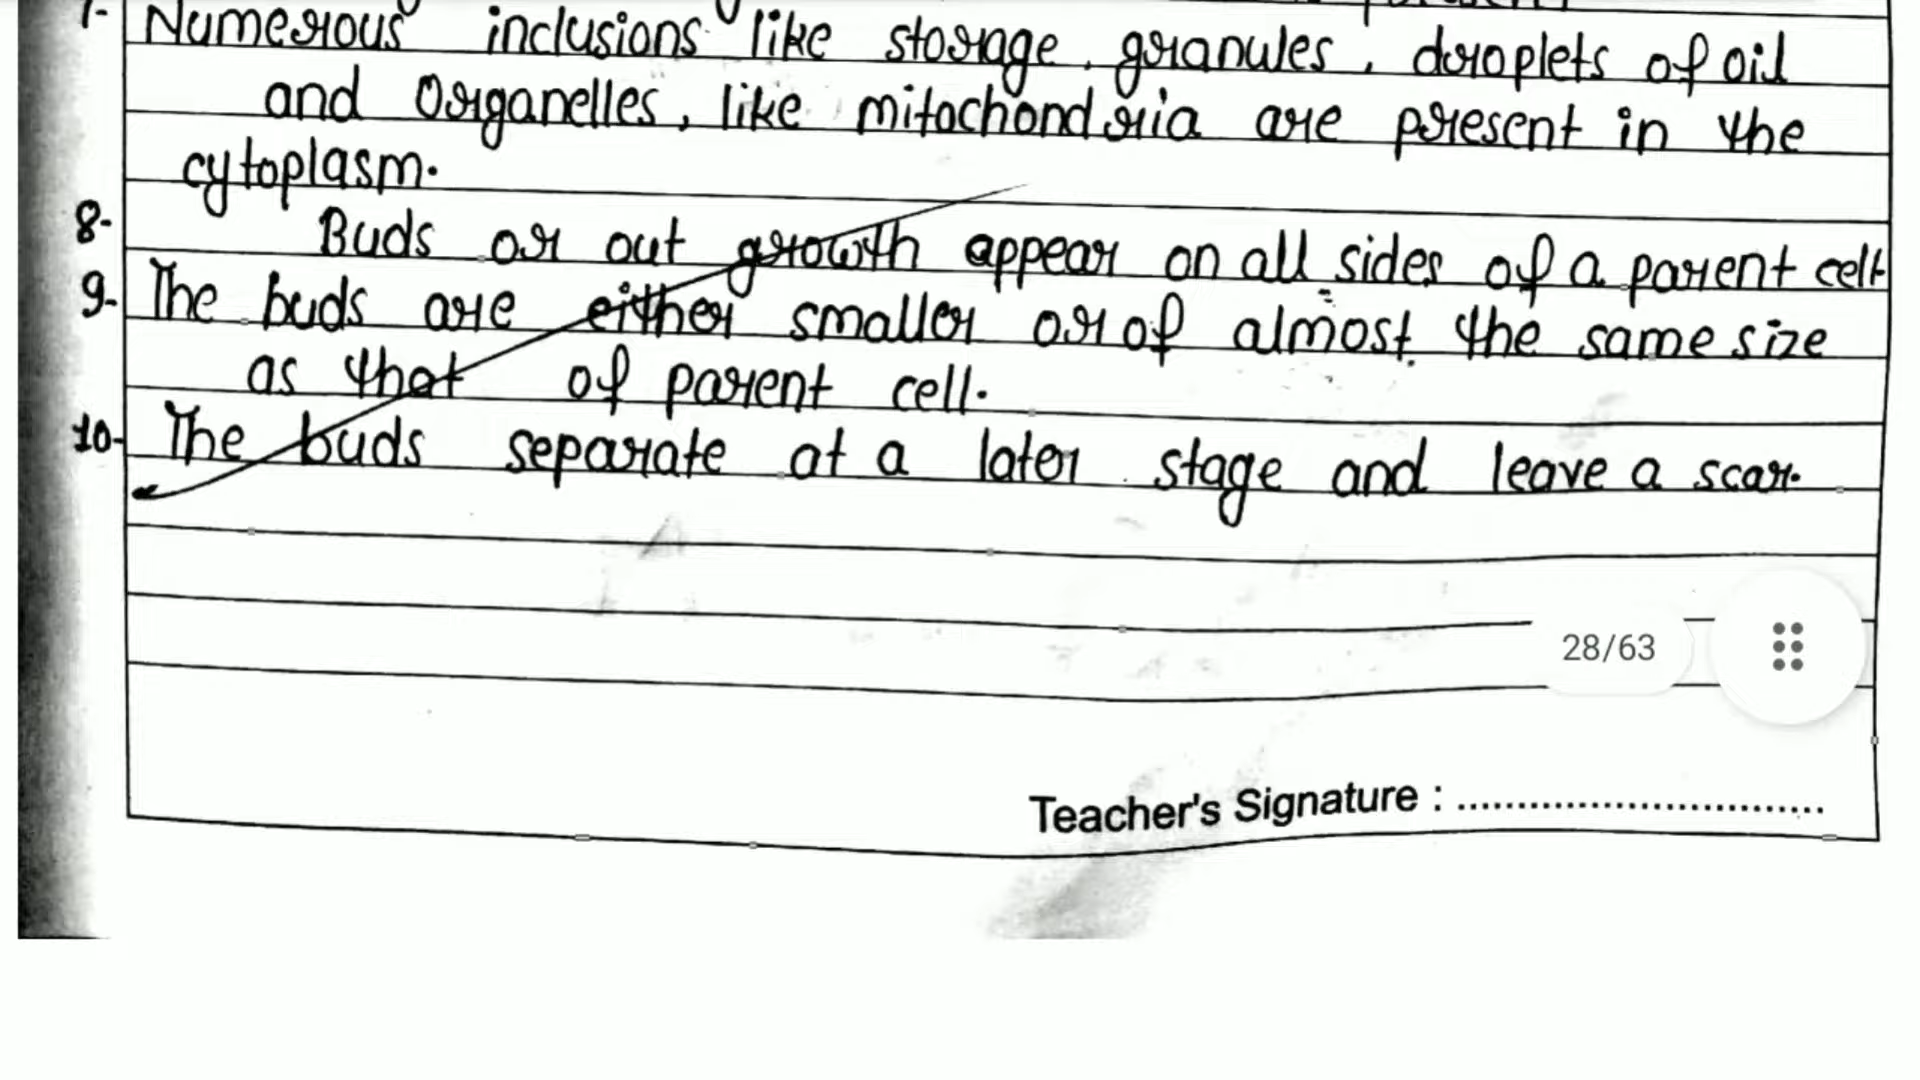 7- Numerous inclusions like storage granules, droplets of oil
and Organelles, like mitochondria are present in the
cytoplasm.
8- Buds or out growth appear on all sides of a parent cell
9- The buds are either smaller or of almost the same size
as that of parent cell.
10- The buds separate at a later stage and leave a scar.
28/63
Teacher's Signature : ..............................